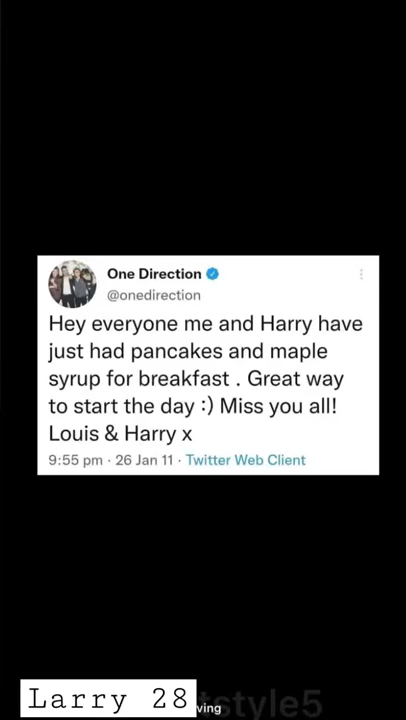 One Direction
@onedirection
Hey everyone me and Harry have
just had pancakes and maple
syrup for breakfast . Great way
to start the day :) Miss you all!
Louis & Harry x
9:55 pm · 26 Jan 11 · Twitter Web Client
Larry 28
ving
tstyle5